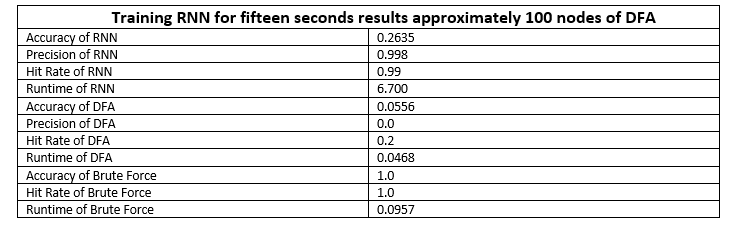 Training RNN for fifteen seconds results approximately 100 nodes of DFA
Accuracy of RNN 0.2635
Precision of RNN 0.998
Hit Rate of RNN 0.99
Runtime of RNN 6.700
Accuracy of DFA 0.0556
Precision of DFA 0.0
Hit Rate of DFA 0.2
Runtime of DFA 0.0468
Accuracy of Brute Force 1.0
Hit Rate of Brute Force 1.0
Runtime of Brute Force 0.0957